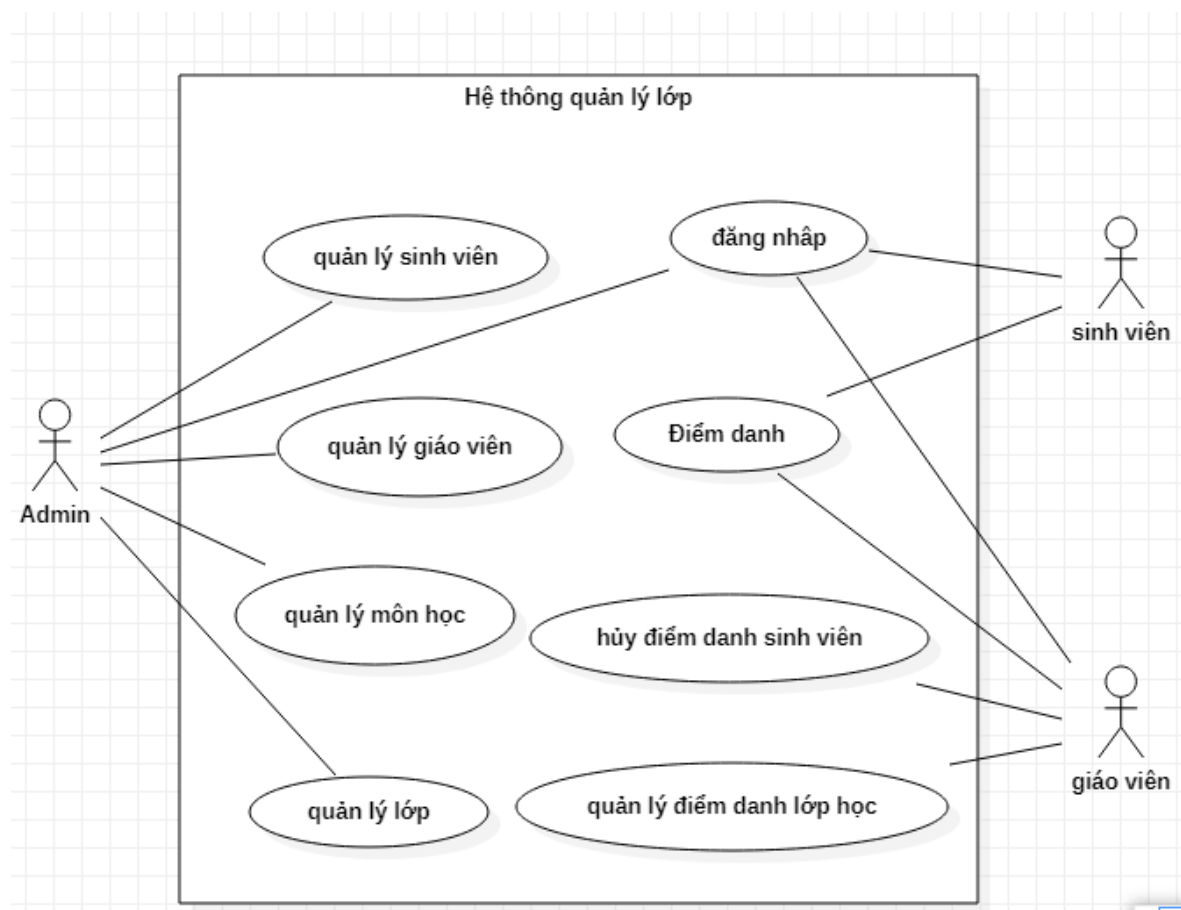 Hệ thông quản lý lớp
quản lý sinh viên
đăng nhâp
sinh viên
quản lý giáo viên
Điểm danh
Admin
quản lý môn học
hủy điểm danh sinh viên
giáo viên
quản lý lớp
quản lý điểm danh lớp học